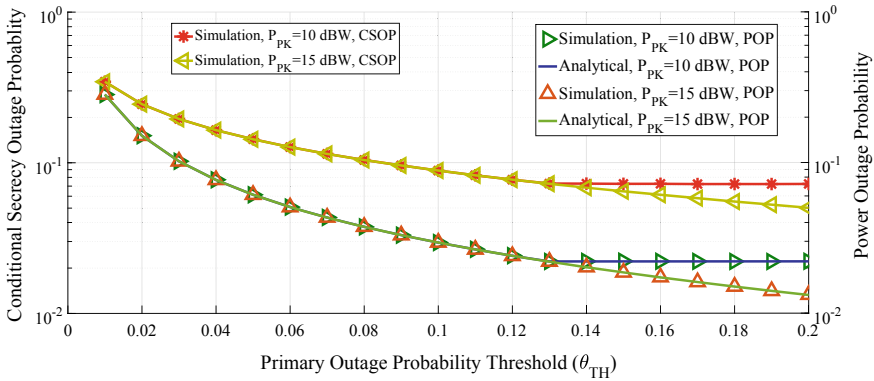 Simulation, P_PK=10 dBW, CSOP
Simulation, P_PK=15 dBW, CSOP
Simulation, P_PK=10 dBW, POP
Analytical, P_PK=10 dBW, POP
Simulation, P_PK=15 dBW, POP
Analytical, P_PK=15 dBW, POP
Conditional Secrecy Outage Probablity
10^0
10^-1
10^-2
Power Outage Probability
10^0
10^-1
10^-2
0 0.02 0.04 0.06 0.08 0.1 0.12 0.14 0.16 0.18 0.2
Primary Outage Probability Threshold (θ_TH)